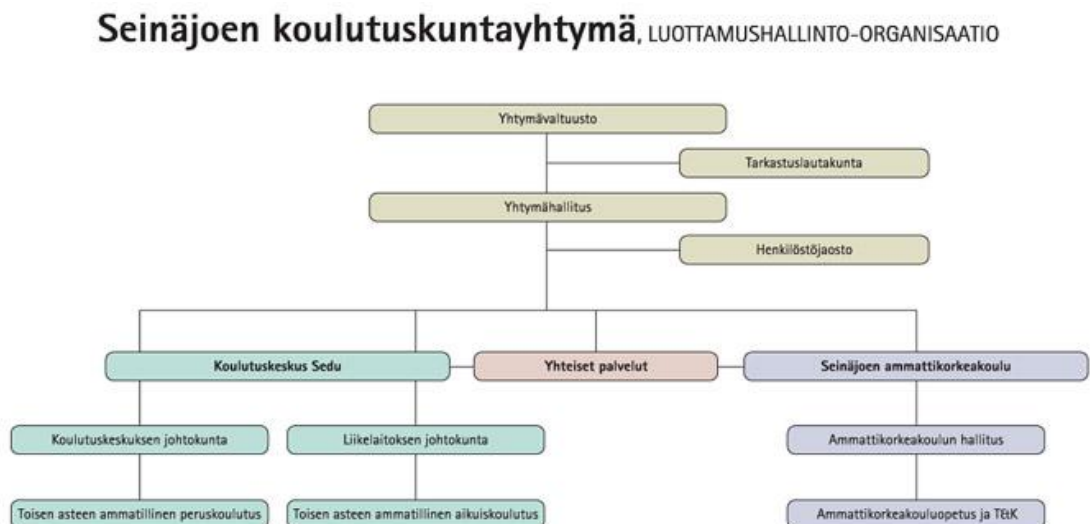 Seinäjoen koulutuskuntayhtymä, LUOTTAMUSHALLINTO-ORGANISAATIO
Yhtymävaltuusto
Tarkastuslautakunta
Yhtymähallitus
Henkilöstöjaosto
Koulutuskeskus Sedu
Yhteiset palvelut
Seinäjoen ammattikorkeakoulu
Koulutuskeskuksen johtokunta
Liikelaitoksen johtokunta
Ammattikorkeakoulun hallitus
Toisen asteen ammatillinen peruskoulutus
Toisen asteen ammatillinen aikuiskoulutus
Ammattikorkeakouluopetus ja T&K